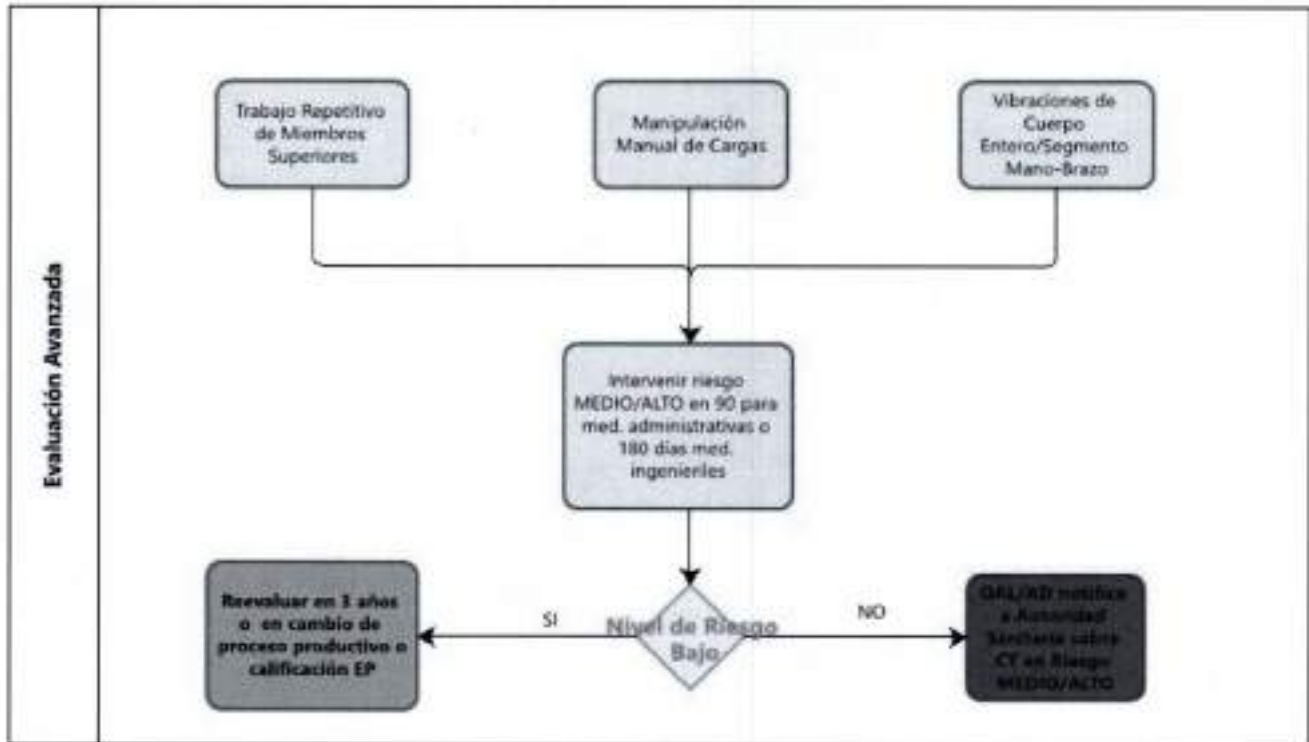 Evaluación Avanzada
Trabajo Repetitivo
de Miembros
Superiores
Manipulación
Manual de Cargas
Vibraciones de
Cuerpo
Entero/Segmento
Mano-Brazo
Intervenir riesgo
MEDIO/ALTO en 90 para
med. administrativas o
180 días med.
ingenieriles
Nivel de Riesgo
Bajo
SI
NO
Reevaluar en 3 años
o en cambio de
proceso productivo o
calificación EP
OAL/AD notifica
a Autoridad
Sanitaria sobre
CT en Riesgo
MEDIO/ALTO